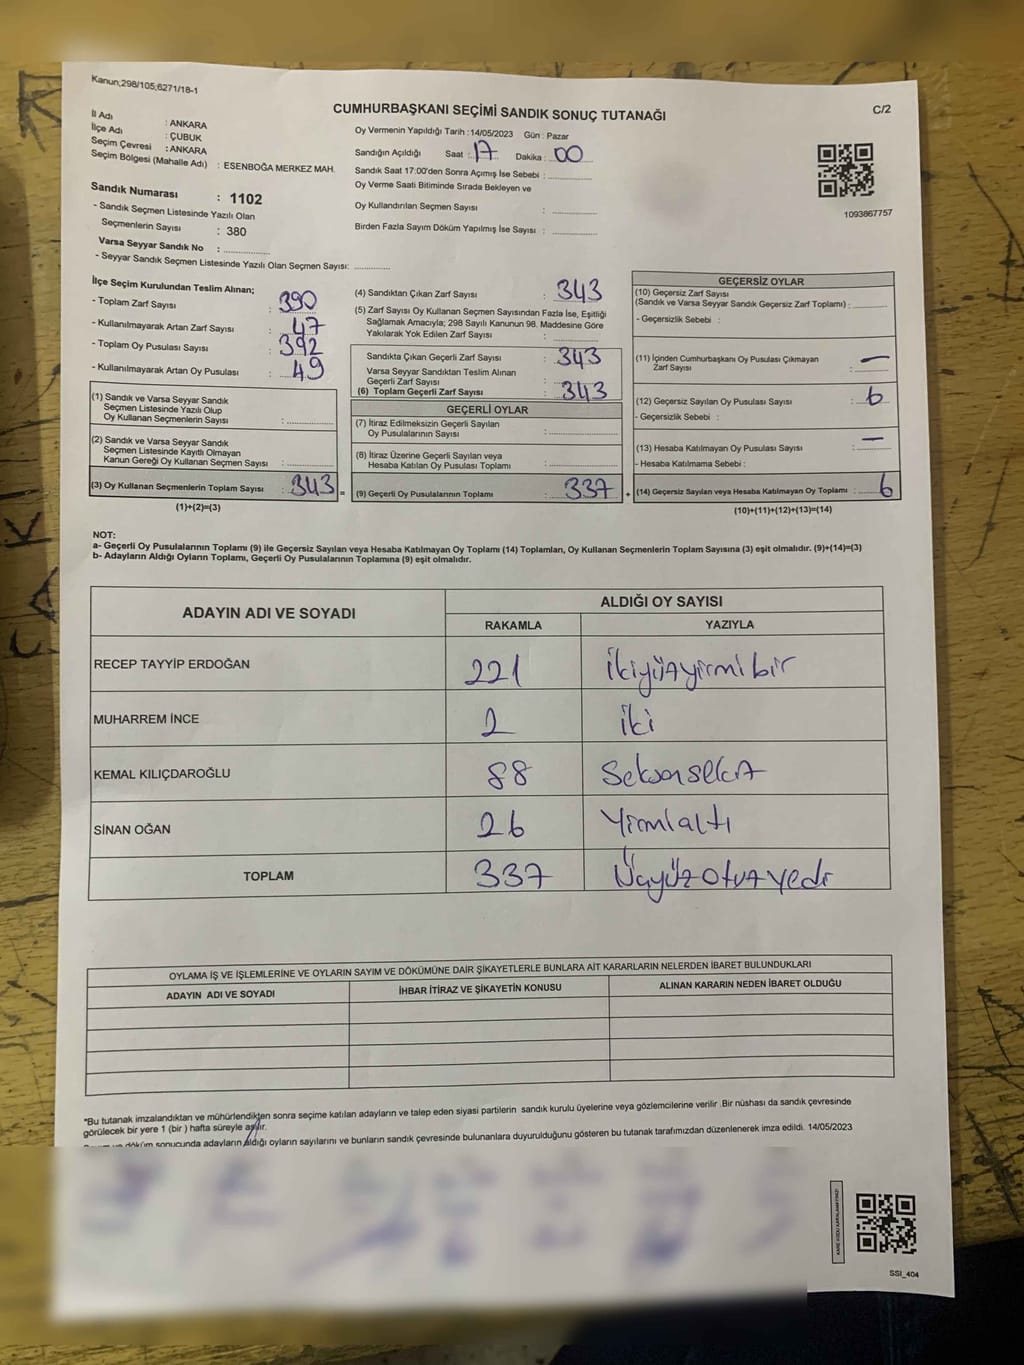 Kanun;298/105;6271/18-1
CUMHURBAŞKANI SEÇİMİ SANDIK SONUÇ TUTANAĞI
C/2
İl Adı : ANKARA
İlçe Adı : ÇUBUK
Seçim Çevresi : ANKARA
Seçim Bölgesi (Mahalle Adı) : ESENBOĞA MERKEZ MAH.
Sandık Numarası : 1102
- Sandık Seçmen Listesinde Yazılı Olan
Seçmenlerin Sayısı : 380
Varsa Seyyar Sandık No :
- Seyyar Sandık Seçmen Listesinde Yazılı Olan Seçmen Sayısı:
Oy Vermenin Yapıldığı Tarih :14/05/2023 Gün : Pazar
Sandığın Açıldığı Saat : 17 Dakika : 00
Sandık Saat 17:00'den Sonra Açımış İse Sebebi :
Oy Verme Saati Bitiminde Sırada Bekleyen ve
Oy Kullandırılan Seçmen Sayısı :
Birden Fazla Sayım Döküm Yapılmış İse Sayısı :
1093867757
İlçe Seçim Kurulundan Teslim Alınan;
- Toplam Zarf Sayısı : 390
- Kullanılmayarak Artan Zarf Sayısı : 47
- Toplam Oy Pusulası Sayısı : 392
- Kullanılmayarak Artan Oy Pusulası : 49
(1) Sandık ve Varsa Seyyar Sandık
Seçmen Listesinde Yazılı Olup
Oy Kullanan Seçmenlerin Sayısı :
(2) Sandık ve Varsa Seyyar Sandık
Seçmen Listesinde Kayıtlı Olmayan
Kanun Gereği Oy Kullanan Seçmen Sayısı :
(3) Oy Kullanan Seçmenlerin Toplam Sayısı : 343 =
(1)+(2)=(3)
(4) Sandıktan Çıkan Zarf Sayısı : 343
(5) Zarf Sayısı Oy Kullanan Seçmen Sayısından Fazla İse, Eşitliği
Sağlamak Amacıyla; 298 Sayılı Kanunun 98. Maddesine Göre
Yakılarak Yok Edilen Zarf Sayısı :
Sandıkta Çıkan Geçerli Zarf Sayısı : 343
Varsa Seyyar Sandıktan Teslim Alınan
Geçerli Zarf Sayısı :
(6) Toplam Geçerli Zarf Sayısı : 343
GEÇERLİ OYLAR
(7) İtiraz Edilmeksizin Geçerli Sayılan
Oy Pusulalarının Sayısı :
(8) İtiraz Üzerine Geçerli Sayılan veya
Hesaba Katılan Oy Pusulası Toplamı :
(9) Geçerli Oy Pusulalarının Toplamı : 337 +
GEÇERSİZ OYLAR
(10) Geçersiz Zarf Sayısı
(Sandık ve Varsa Seyyar Sandık Geçersiz Zarf Toplamı) :
- Geçersizlik Sebebi :
(11) İçinden Cumhurbaşkanı Oy Pusulası Çıkmayan
Zarf Sayısı : —
(12) Geçersiz Sayılan Oy Pusulası Sayısı : 6
- Geçersizlik Sebebi :
(13) Hesaba Katılmayan Oy Pusulası Sayısı : —
- Hesaba Katılmama Sebebi :
(14) Geçersiz Sayılan veya Hesaba Katılmayan Oy Toplamı : 6
(10)+(11)+(12)+(13)=(14)
NOT:
a- Geçerli Oy Pusulalarının Toplamı (9) ile Geçersiz Sayılan veya Hesaba Katılmayan Oy Toplamı (14) Toplamları, Oy Kullanan Seçmenlerin Toplam Sayısına (3) eşit olmalıdır. (9)+(14)=(3)
b- Adayların Aldığı Oyların Toplamı, Geçerli Oy Pusulalarının Toplamına (9) eşit olmalıdır.
ADAYIN ADI VE SOYADI ALDIĞI OY SAYISI
RAKAMLA YAZIYLA
RECEP TAYYİP ERDOĞAN 221 ikiyüzyirmibir
MUHARREM İNCE 2 iki
KEMAL KILIÇDAROĞLU 88 Seksensekiz
SİNAN OĞAN 26 Yirmialtı
TOPLAM 337 Üçyüzotuzyedi
OYLAMA İŞ VE İŞLEMLERİNE VE OYLARIN SAYIM VE DÖKÜMÜNE DAİR ŞİKAYETLERLE BUNLARA AİT KARARLARIN NELERDEN İBARET BULUNDUKLARI
ADAYIN ADI VE SOYADI İHBAR İTİRAZ VE ŞİKAYETİN KONUSU ALINAN KARARIN NEDEN İBARET OLDUĞU
"Bu tutanak imzalandıktan ve mühürlendikten sonra seçime katılan adayların ve talep eden siyasi partilerin sandık kurulu üyelerine veya gözlemcilerine verilir .Bir nüshası da sandık çevresinde
görülecek bir yere 1 (bir ) hafta süreyle asılır.
döküm sonucunda adayların aldığı oyların sayılarını ve bunların sandık çevresinde bulunanlara duyurulduğunu gösteren bu tutanak tarafımızdan düzenlenerek imza edildi. 14/05/2023
SSI_404